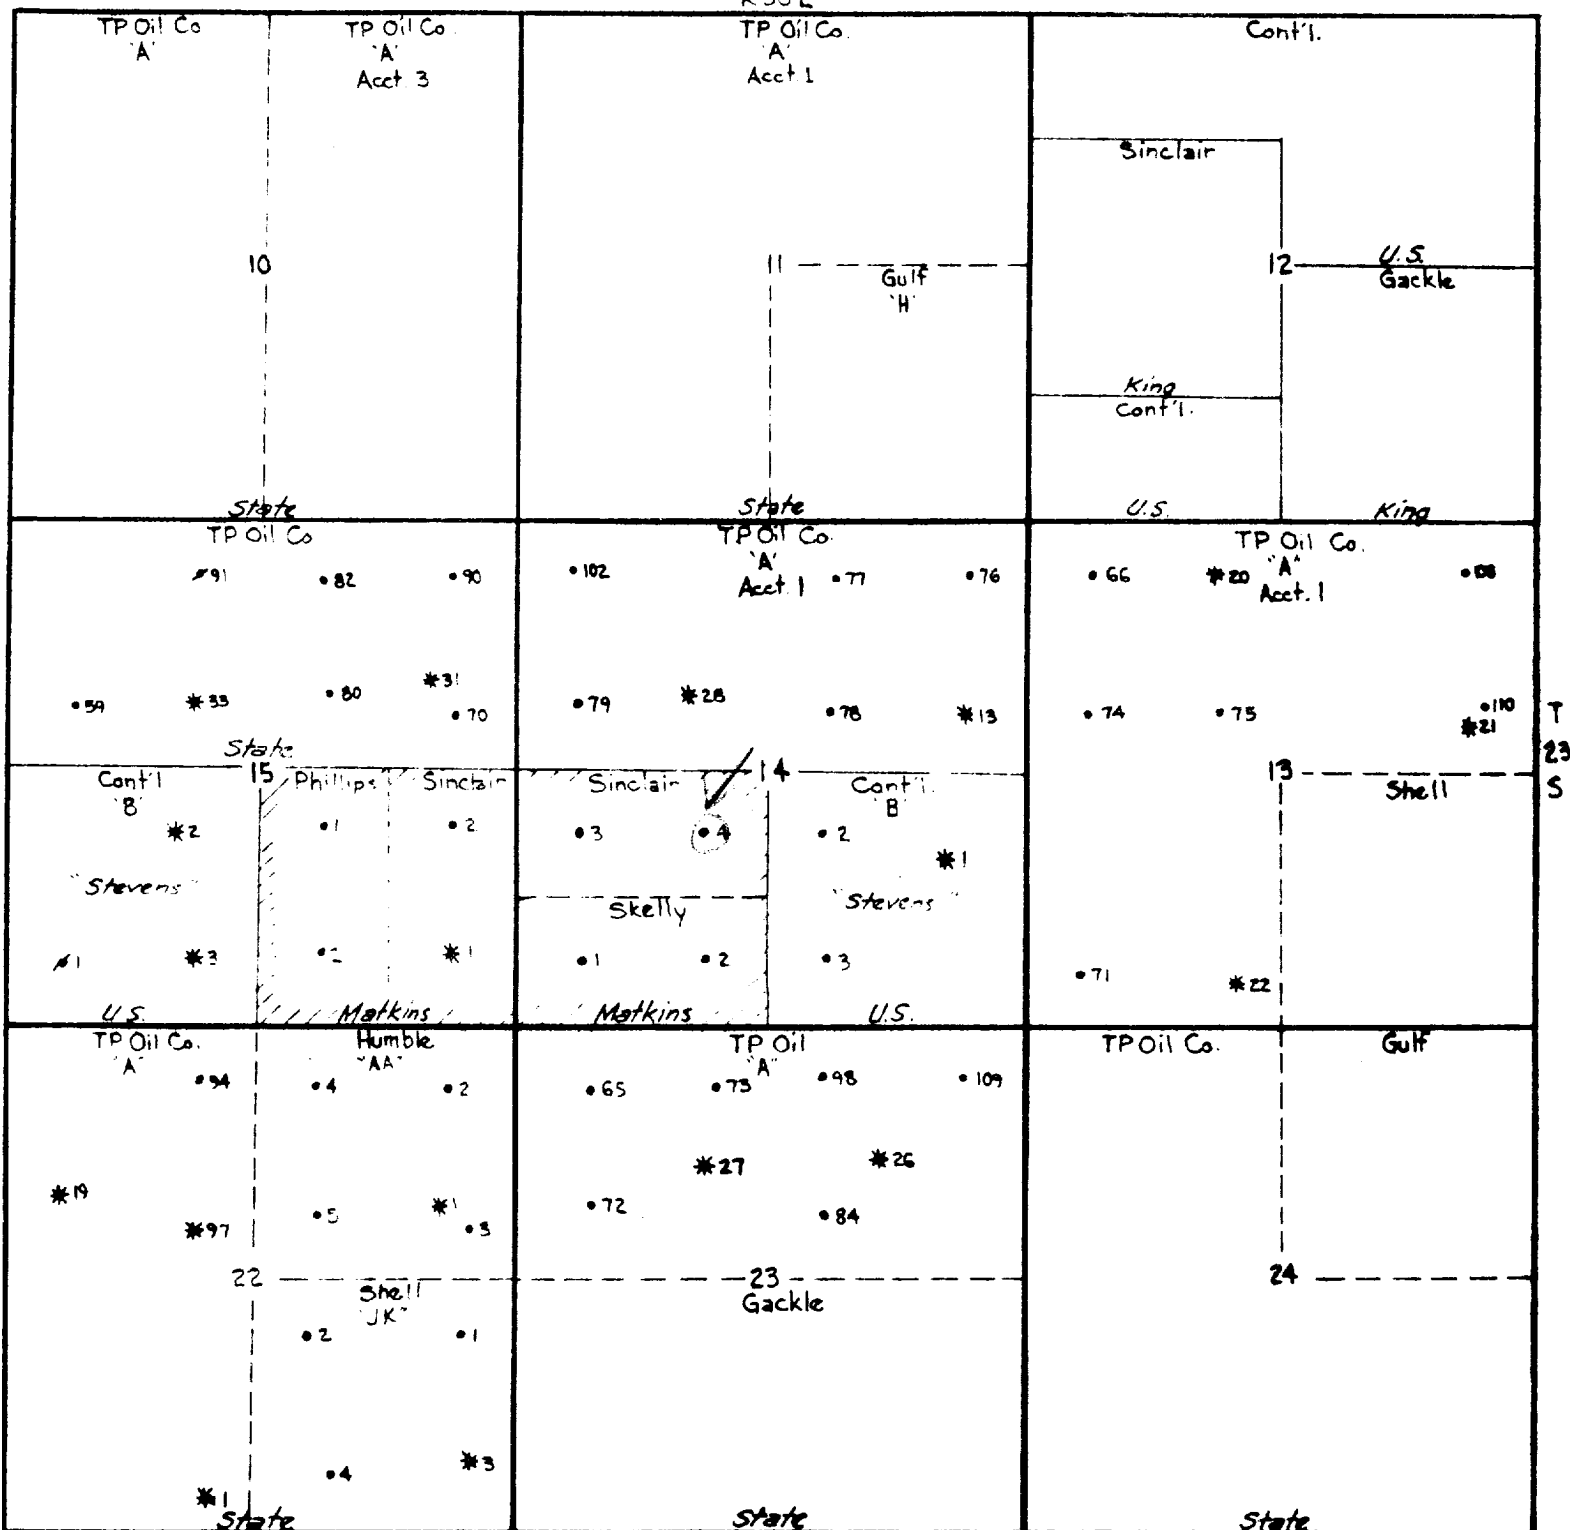 TP Oil Co
"A"
TP Oil Co.
"A"
Acct. 3
TP Oil Co.
"A"
Acct. 1
Cont'l.
Sinclair
10
11
Gulf
"H"
12
U.S.
Gackle
King
Cont'l.
State
State
U.S.
King
TP Oil Co
TP Oil Co.
"A"
Acct. 1
TP Oil Co.
"A"
Acct. 1
91
82
90
102
77
76
66
20
108
59
33
80
31
70
79
28
78
13
74
75
110
21
T
23
S
State
15
14
13
Shell
Cont'l
"B"
Phillips
Sinclair
Sinclair
Cont'l.
"B"
2
1
2
3
4
2
1
"Stevens"
Skelly
"Stevens"
1
3
2
1
1
2
3
71
22
U.S.
Matkins
Matkins
U.S.
TP Oil Co.
"A"
Humble
"AA"
TP Oil
"A"
TP Oil Co.
Gulf
94
4
2
65
73
98
109
27
26
19
97
5
1
3
72
84
22
23
24
Shell
"JK"
Gackle
2
1
4
3
1
State
State
State